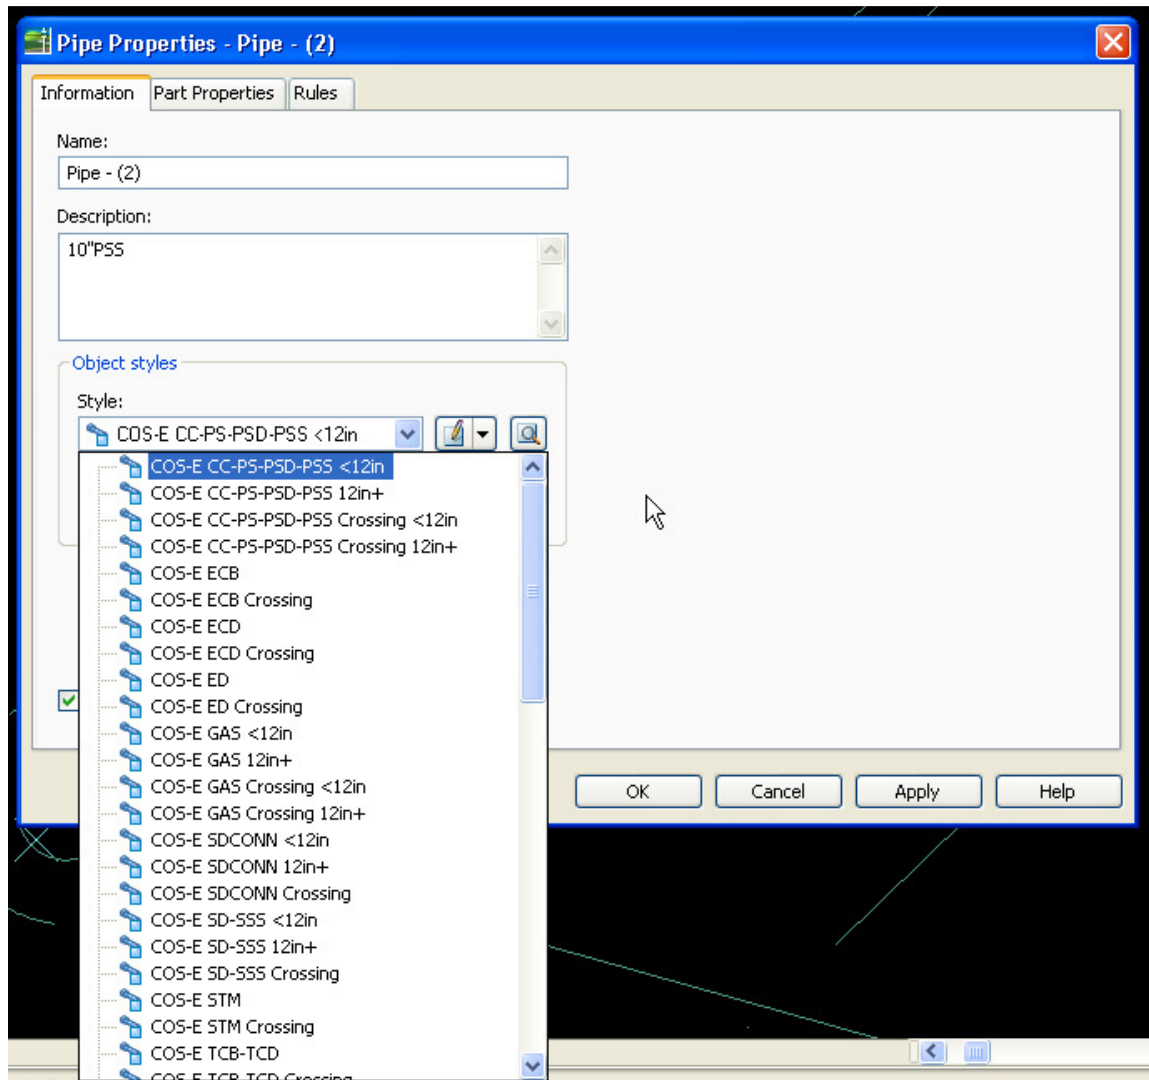 Pipe Properties - Pipe - (2)
Information Part Properties Rules
Name:
Pipe - (2)
Description:
10"PSS
Object styles
Style:
COS-E CC-PS-PSD-PSS <12in
COS-E CC-PS-PSD-PSS <12in
COS-E CC-PS-PSD-PSS 12in+
COS-E CC-PS-PSD-PSS Crossing <12in
COS-E CC-PS-PSD-PSS Crossing 12in+
COS-E ECB
COS-E ECB Crossing
COS-E ECD
COS-E ECD Crossing
COS-E ED
COS-E ED Crossing
COS-E GAS <12in
COS-E GAS 12in+
COS-E GAS Crossing <12in
COS-E GAS Crossing 12in+
COS-E SDCONN <12in
COS-E SDCONN 12in+
COS-E SDCONN Crossing
COS-E SD-SSS <12in
COS-E SD-SSS 12in+
COS-E SD-SSS Crossing
COS-E STM
COS-E STM Crossing
COS-E TCB-TCD
COS-E TCB-TCD Crossing
OK Cancel Apply Help